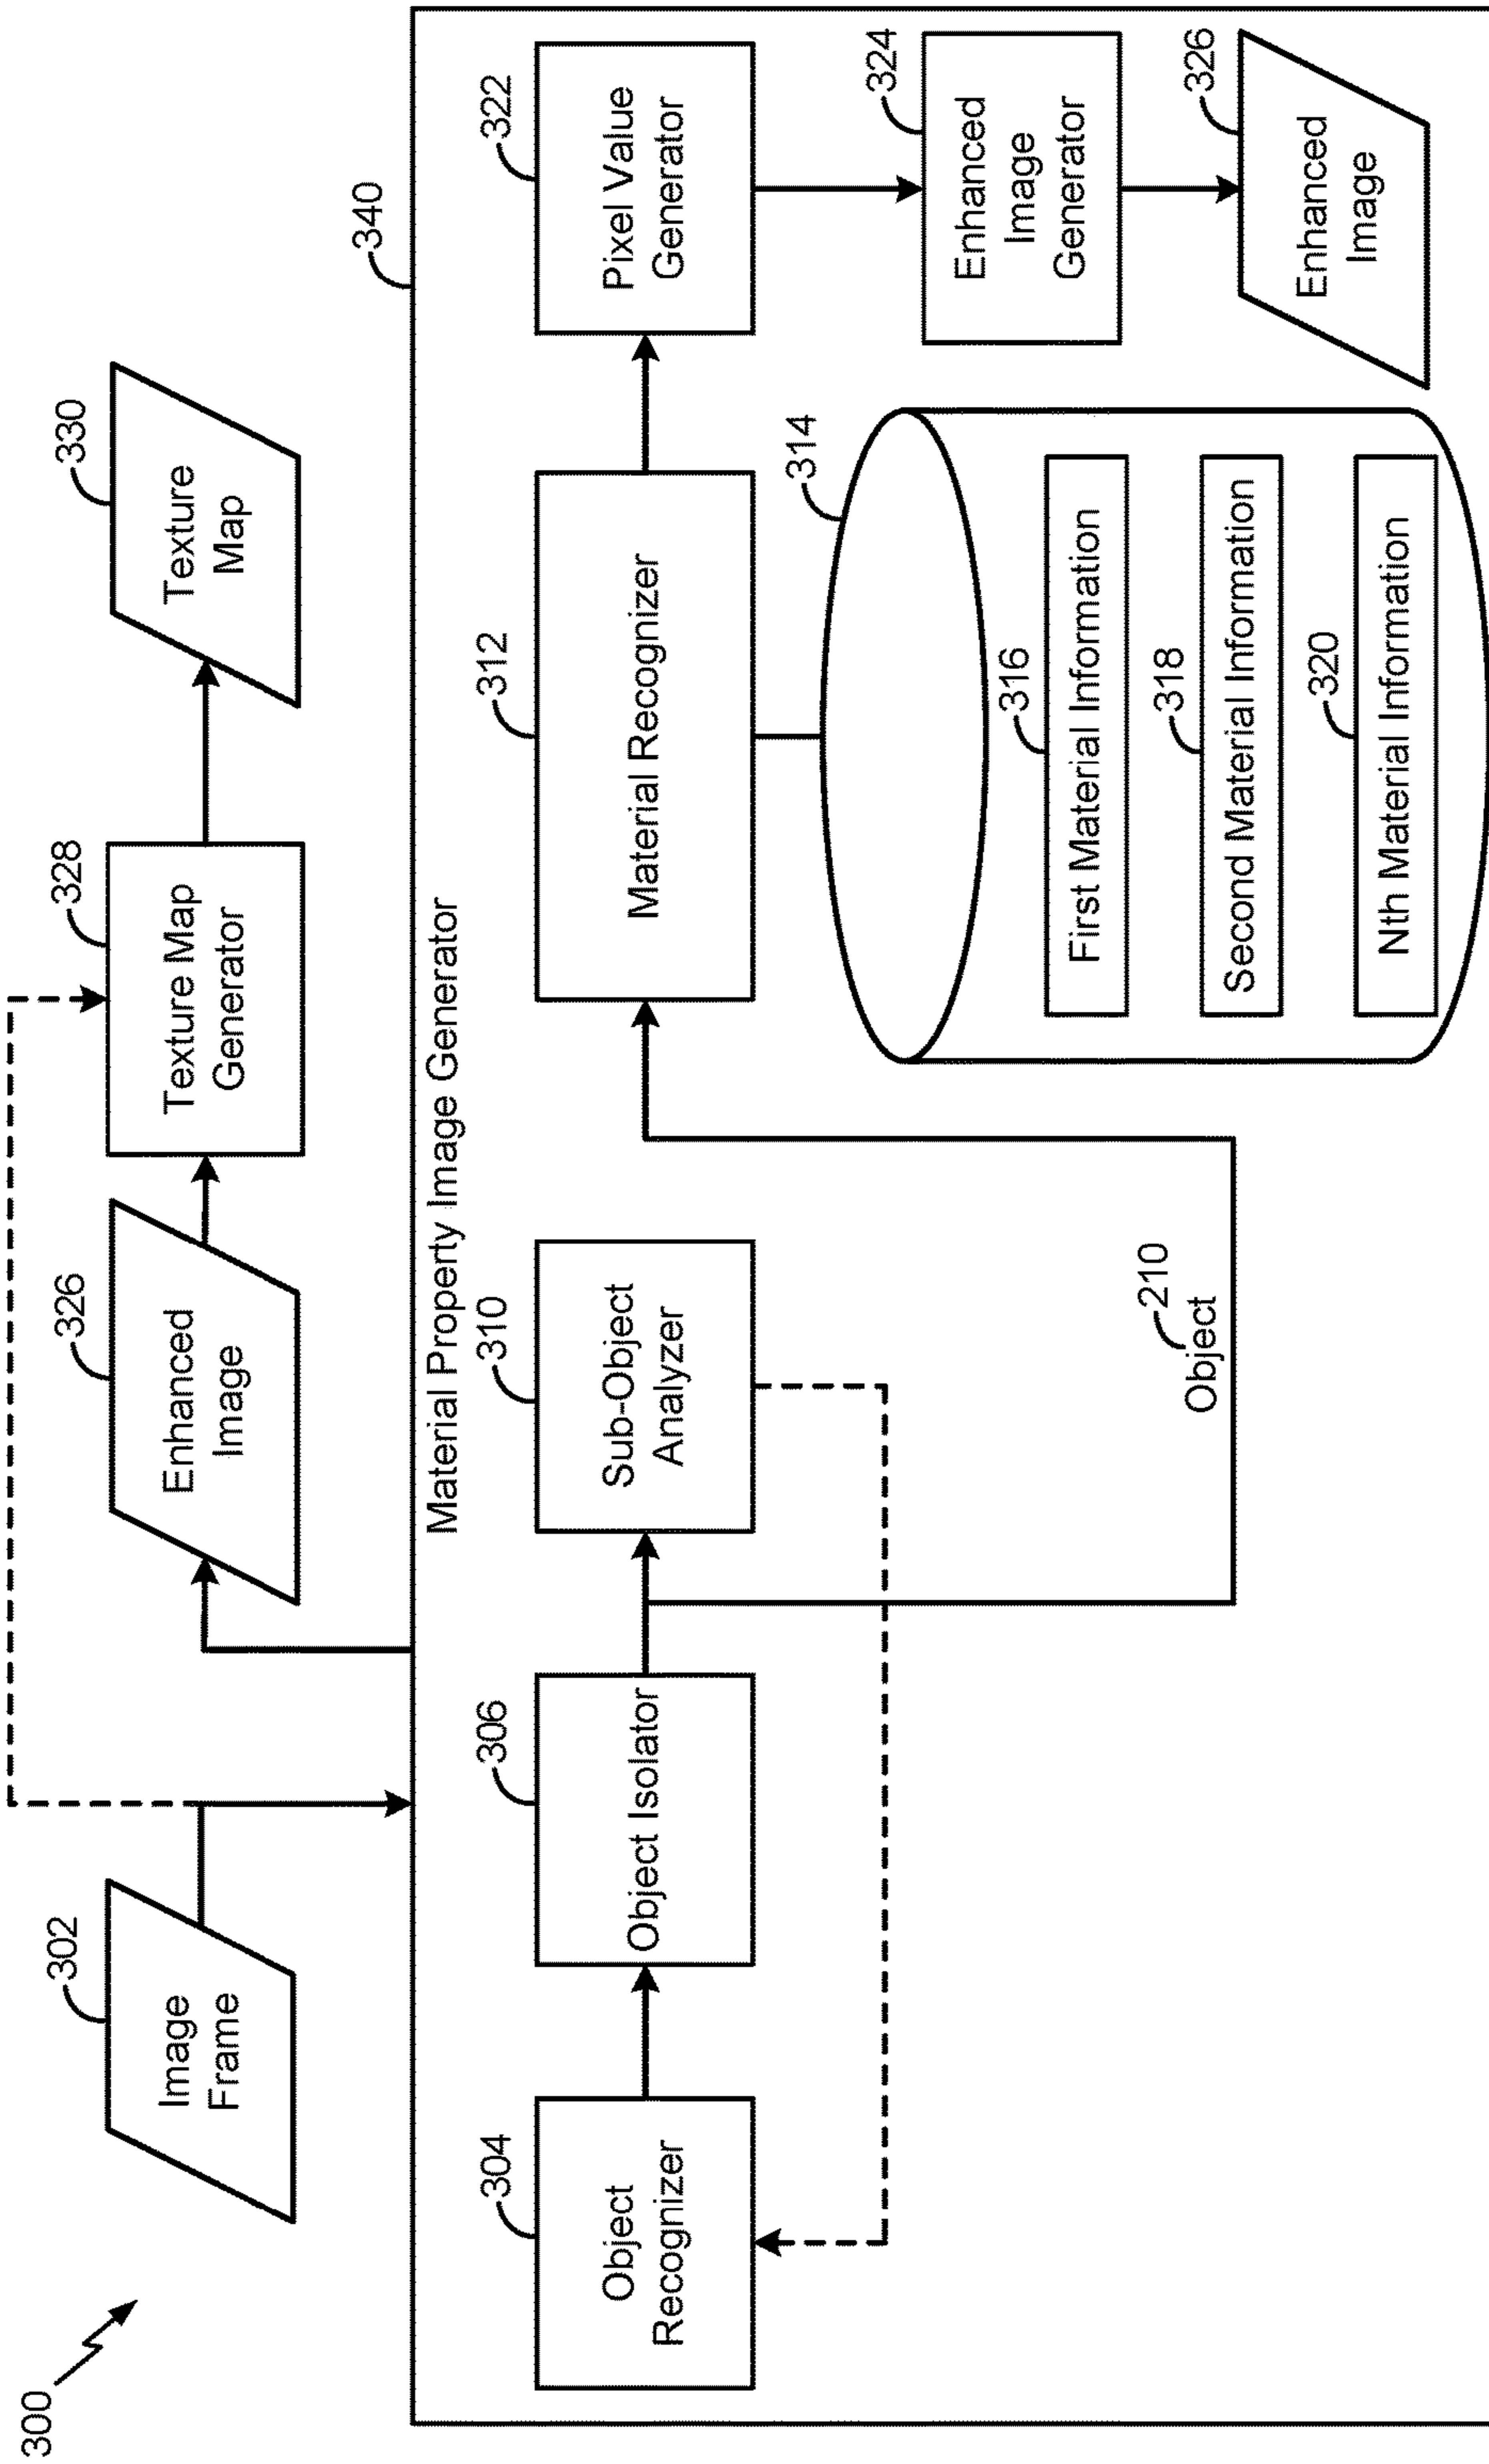 300
302
Image
Frame
326
Enhanced
Image
328
Texture Map
Generator
330
Texture
Map
340
Material Property Image Generator
304
Object
Recognizer
306
Object Isolator
310
Sub-Object
Analyzer
210
Object
312
Material Recognizer
314
316
First Material Information
318
Second Material Information
320
Nth Material Information
322
Pixel Value
Generator
324
Enhanced
Image
Generator
326
Enhanced
Image